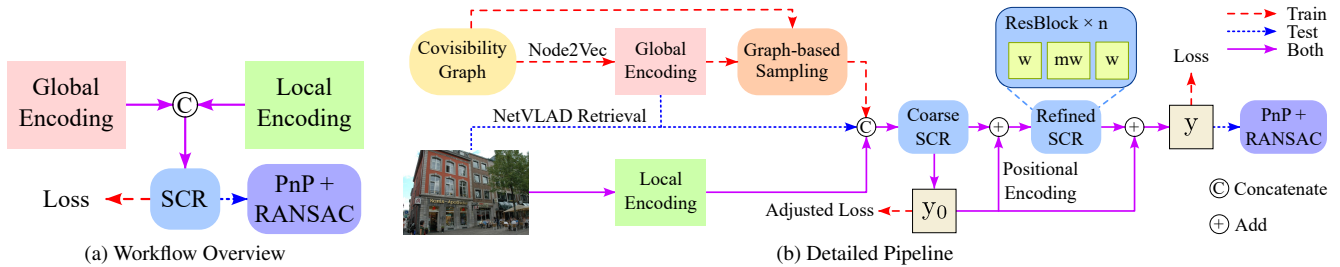 Global
Encoding
C
Local
Encoding
Loss
SCR
PnP +
RANSAC
(a) Workflow Overview
Covisibility
Graph
Node2Vec
Global
Encoding
Graph-based
Sampling
ResBlock × n
w
mw
w
Train
Test
Both
NetVLAD Retrieval
Local
Encoding
C
Coarse
SCR
+
Refined
SCR
+
Loss
y
PnP +
RANSAC
Positional
Encoding
Adjusted Loss
y₀
C Concatenate
+ Add
(b) Detailed Pipeline